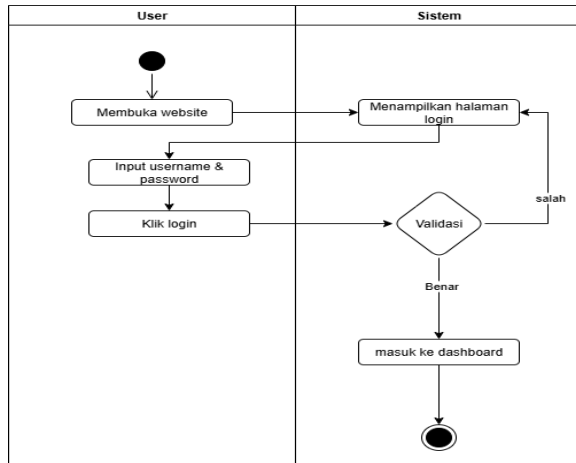 User
Sistem
Membuka website
Menampilkan halaman
login
Input username &
password
salah
Klik login
Validasi
Benar
masuk ke dashboard